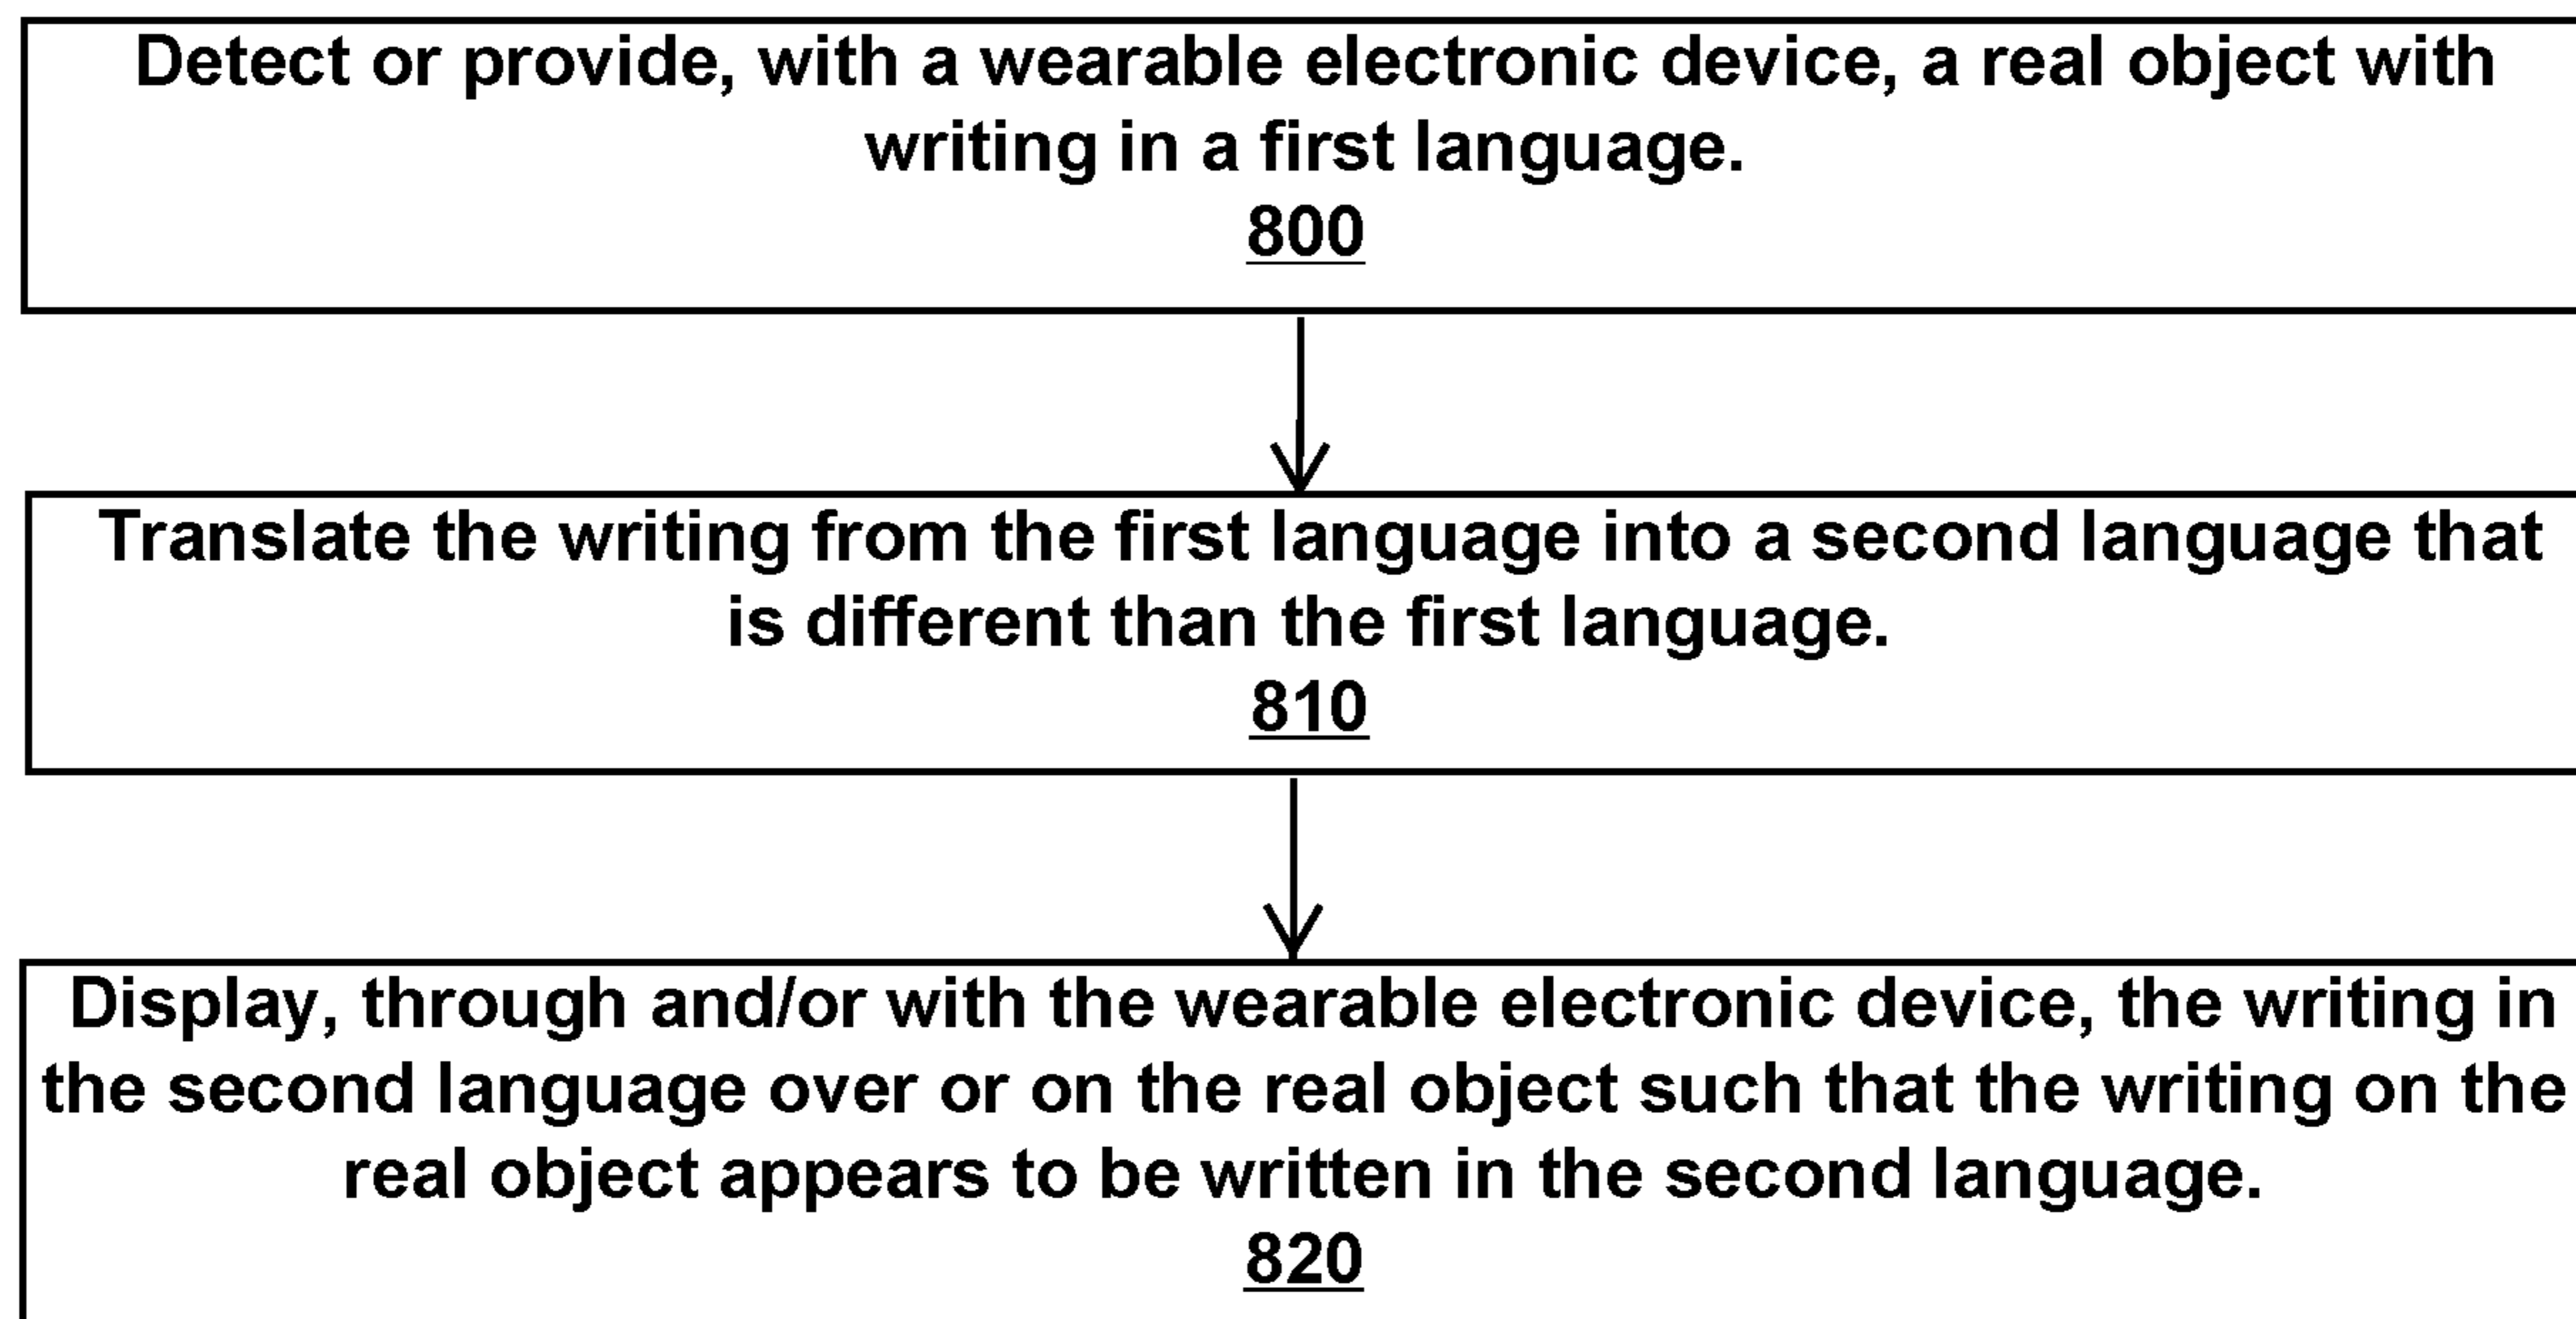 Detect or provide, with a wearable electronic device, a real object with
writing in a first language.
800
Translate the writing from the first language into a second language that
is different than the first language.
810
Display, through and/or with the wearable electronic device, the writing in
the second language over or on the real object such that the writing on the
real object appears to be written in the second language.
820